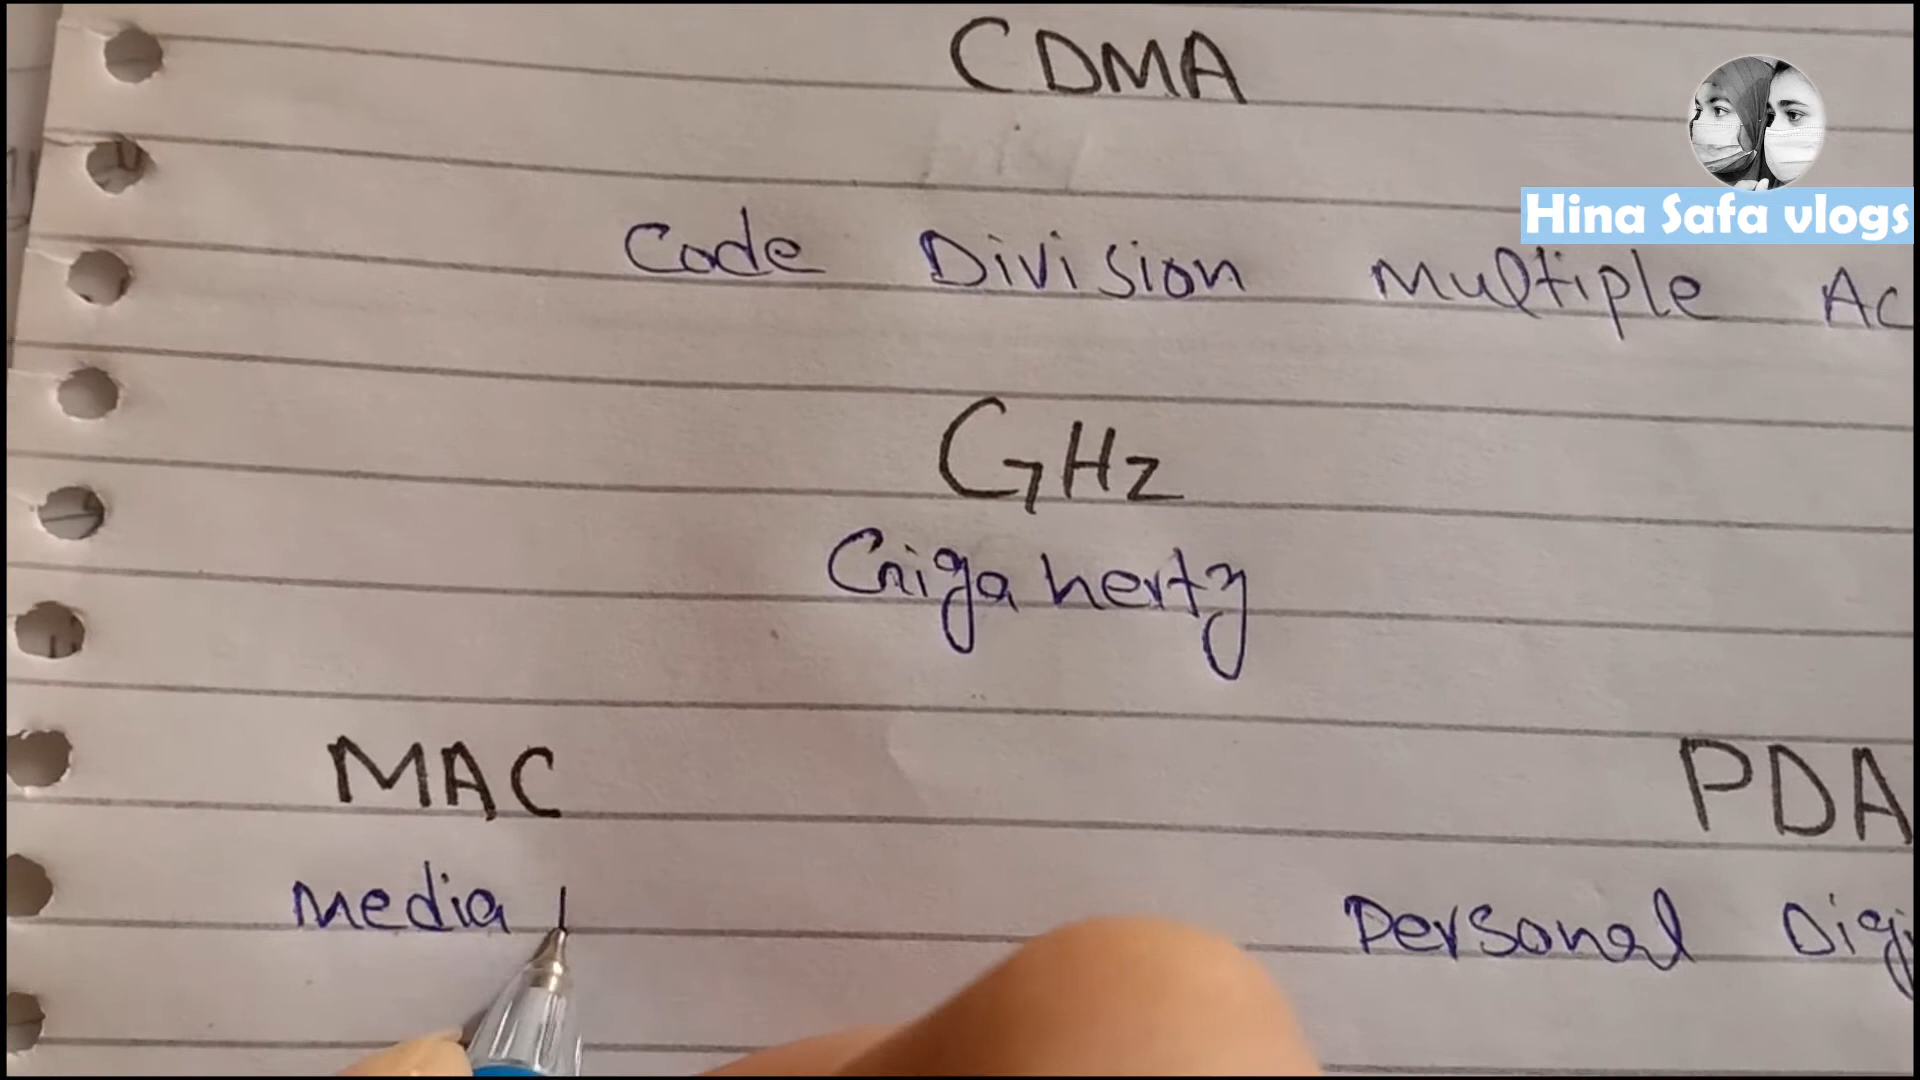 CDMA
Hina Safa vlogs
Code Division Multiple Ac
GHz
Giga hertz
MAC
PDA
Media
Personal Digi